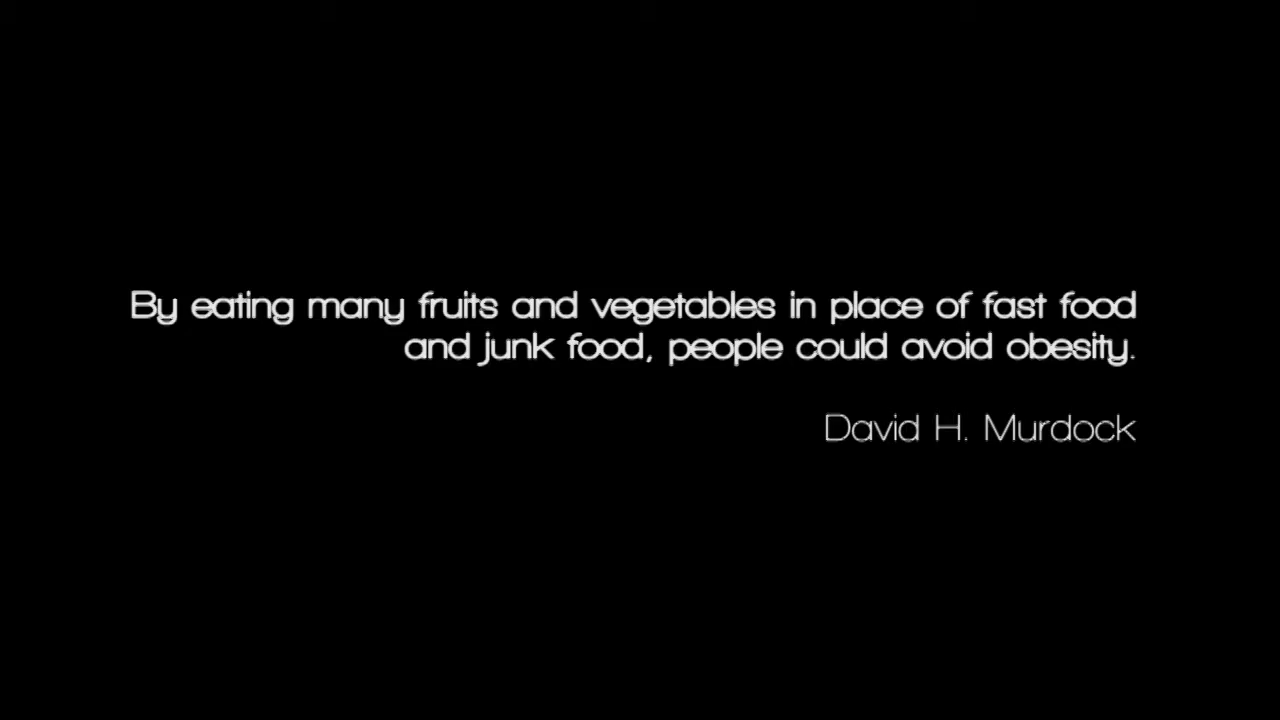 By eating many fruits and vegetables in place of fast food
and junk food, people could avoid obesity.
David H. Murdock